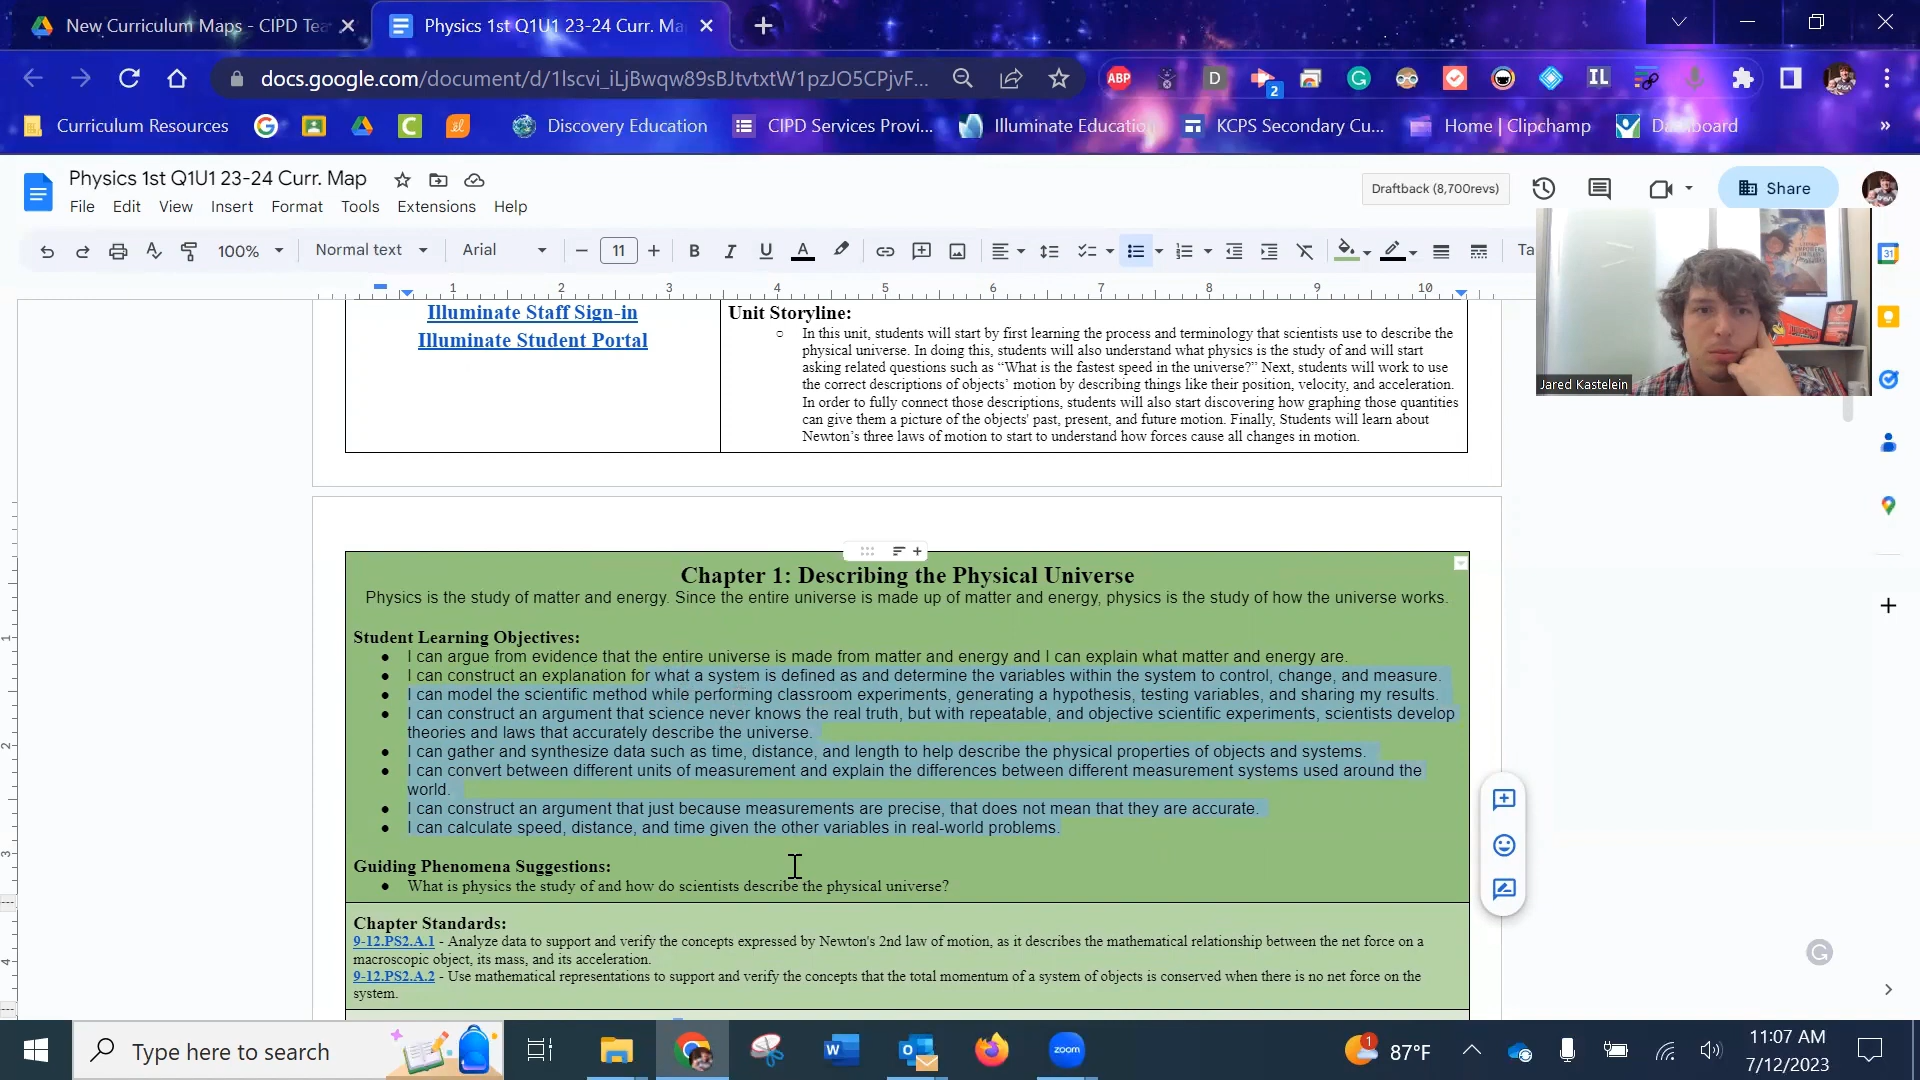 New Curriculum Maps - CIPD Tea
Physics 1st Q1U1 23-24 Curr. Ma
docs.google.com/document/d/1lscvi_iLjBwqw89sBJtvtxtW1pzJO5CPjvF...
ABP
D
2
IL
Curriculum Resources
Discovery Education
CIPD Services Provi...
Illuminate Education
KCPS Secondary Cu...
Home | Clipchamp
Dashboard
»
Physics 1st Q1U1 23-24 Curr. Map
Draftback (8,700revs)
Share
File Edit View Insert Format Tools Extensions Help
100% Normal text Arial 11 B I U A Ta
31
1 2 3 4 5 6 7 8 9 10
Jared Kastelein
Illuminate Staff Sign-in
Illuminate Student Portal
Unit Storyline:
In this unit, students will start by first learning the process and terminology that scientists use to describe the
physical universe. In doing this, students will also understand what physics is the study of and will start
asking related questions such as “What is the fastest speed in the universe?” Next, students will work to use
the correct descriptions of objects’ motion by describing things like their position, velocity, and acceleration.
In order to fully connect those descriptions, students will also start discovering how graphing those quantities
can give them a picture of the objects' past, present, and future motion. Finally, Students will learn about
Newton’s three laws of motion to start to understand how forces cause all changes in motion.
Chapter 1: Describing the Physical Universe
Physics is the study of matter and energy. Since the entire universe is made up of matter and energy, physics is the study of how the universe works.
Student Learning Objectives:
● I can argue from evidence that the entire universe is made from matter and energy and I can explain what matter and energy are.
● I can construct an explanation for what a system is defined as and determine the variables within the system to control, change, and measure.
● I can model the scientific method while performing classroom experiments, generating a hypothesis, testing variables, and sharing my results.
● I can construct an argument that science never knows the real truth, but with repeatable, and objective scientific experiments, scientists develop
theories and laws that accurately describe the universe.
● I can gather and synthesize data such as time, distance, and length to help describe the physical properties of objects and systems.
● I can convert between different units of measurement and explain the differences between different measurement systems used around the
world.
● I can construct an argument that just because measurements are precise, that does not mean that they are accurate.
● I can calculate speed, distance, and time given the other variables in real-world problems.
Guiding Phenomena Suggestions:
● What is physics the study of and how do scientists describe the physical universe?
Chapter Standards:
9-12.PS2.A.1 - Analyze data to support and verify the concepts expressed by Newton's 2nd law of motion, as it describes the mathematical relationship between the net force on a
macroscopic object, its mass, and its acceleration.
9-12.PS2.A.2 - Use mathematical representations to support and verify the concepts that the total momentum of a system of objects is conserved when there is no net force on the
system.
1
2
3
4
Type here to search
zoom
1
87°F
11:07 AM
7/12/2023